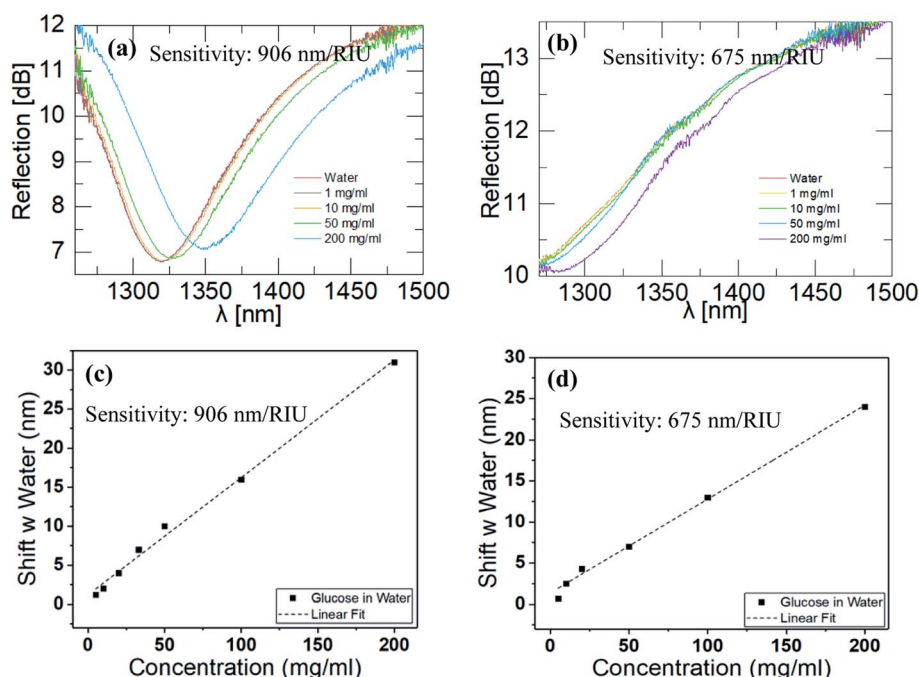 (a)
Sensitivity: 906 nm/RIU
12
11
10
9
8
7
Reflection [dB]
Water
1 mg/ml
10 mg/ml
50 mg/ml
200 mg/ml
1300 1350 1400 1450 1500
λ [nm]
(b)
Sensitivity: 675 nm/RIU
13
12
11
10
Reflection [dB]
Water
1 mg/ml
10 mg/ml
50 mg/ml
200 mg/ml
1300 1350 1400 1450 1500
λ [nm]
(c)
Sensitivity: 906 nm/RIU
30
25
20
15
10
5
0
Shift w Water (nm)
Glucose in Water
Linear Fit
0 50 100 150 200
Concentration (mg/ml)
(d)
Sensitivity: 675 nm/RIU
30
25
20
15
10
5
0
Shift w Water (nm)
Glucose in Water
Linear Fit
0 50 100 150 200
Concentration (mg/ml)